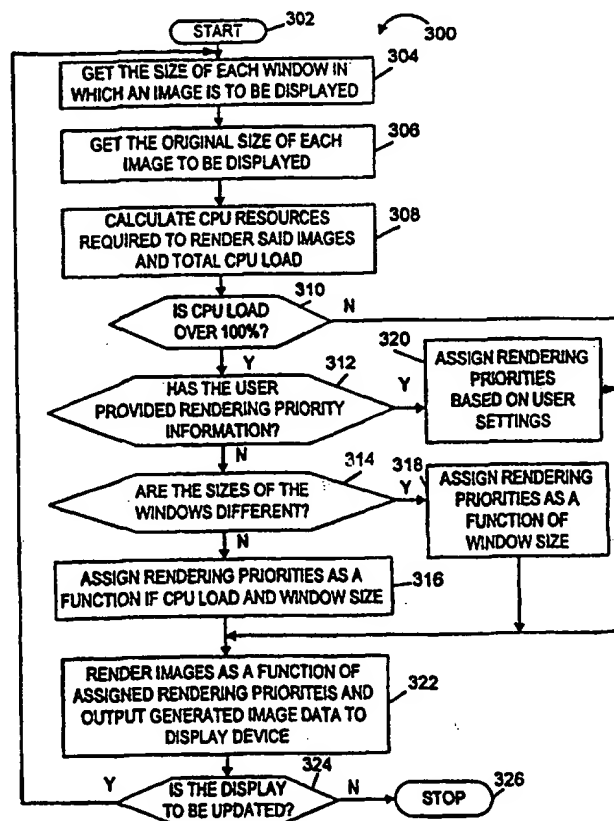 START
302
300
GET THE SIZE OF EACH WINDOW IN
WHICH AN IMAGE IS TO BE DISPLAYED
304
GET THE ORIGINAL SIZE OF EACH
IMAGE TO BE DISPLAYED
306
CALCULATE CPU RESOURCES
REQUIRED TO RENDER SAID IMAGES
AND TOTAL CPU LOAD
308
310
IS CPU LOAD
OVER 100%?
N
Y
312
HAS THE USER
PROVIDED RENDERING PRIORITY
INFORMATION?
Y
320
ASSIGN RENDERING
PRIORITIES
BASED ON USER
SETTINGS
N
314
ARE THE SIZES OF THE
WINDOWS DIFFERENT?
Y
318
ASSIGN RENDERING
PRIORITIES AS A
FUNCTION OF
WINDOW SIZE
N
ASSIGN RENDERING PRIORITIES AS A
FUNCTION IF CPU LOAD AND WINDOW SIZE
316
RENDER IMAGES AS A FUNCTION OF
ASSIGNED RENDERING PRIORITEIS AND
OUTPUT GENERATED IMAGE DATA TO
DISPLAY DEVICE
322
Y
324
IS THE DISPLAY
TO BE UPDATED?
N
STOP
326